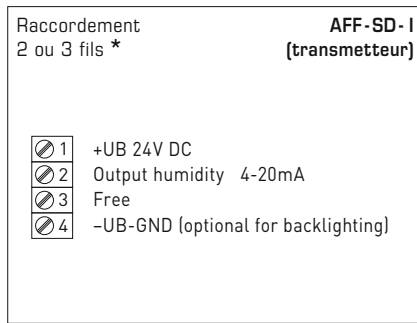 Raccordement
2 ou 3 fils *
AFF-SD-I
(transmetteur)
1 +UB 24V DC
2 Output humidity 4-20mA
3 Free
4 –UB-GND (optional for backlighting)